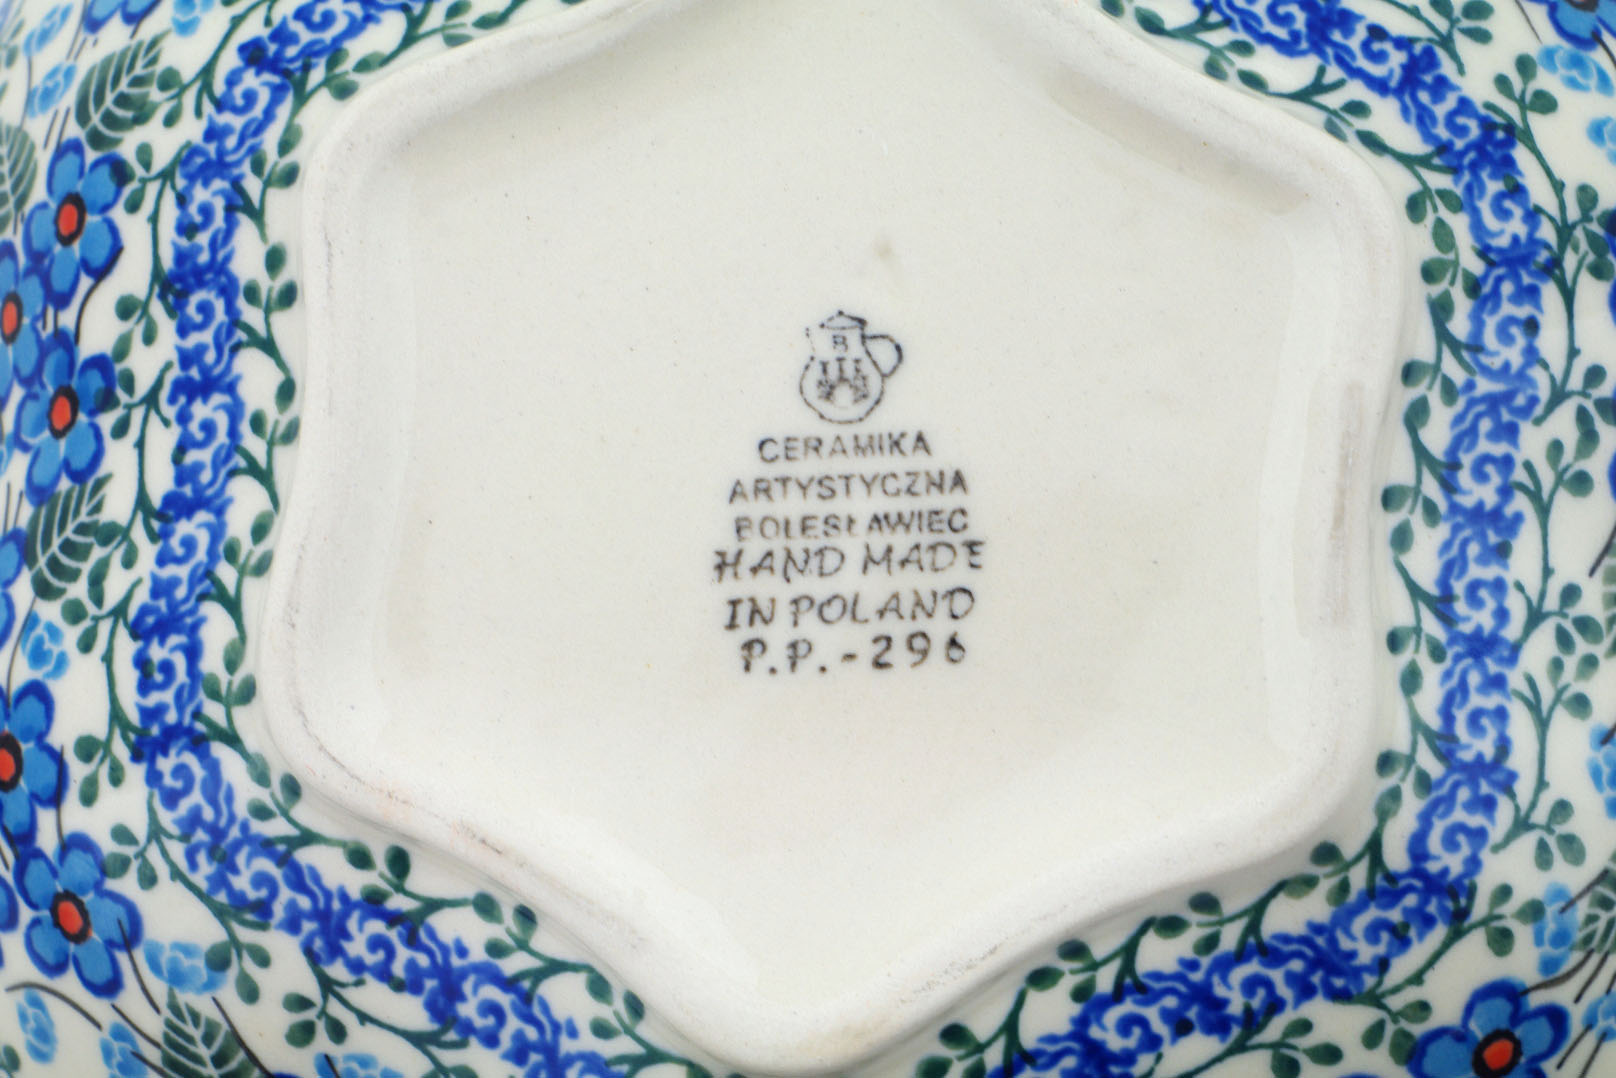 B
CERAMIKA
ARTYSTYCZNA
BOLESŁAWIEC
HAND MADE
IN POLAND
P.P.-296